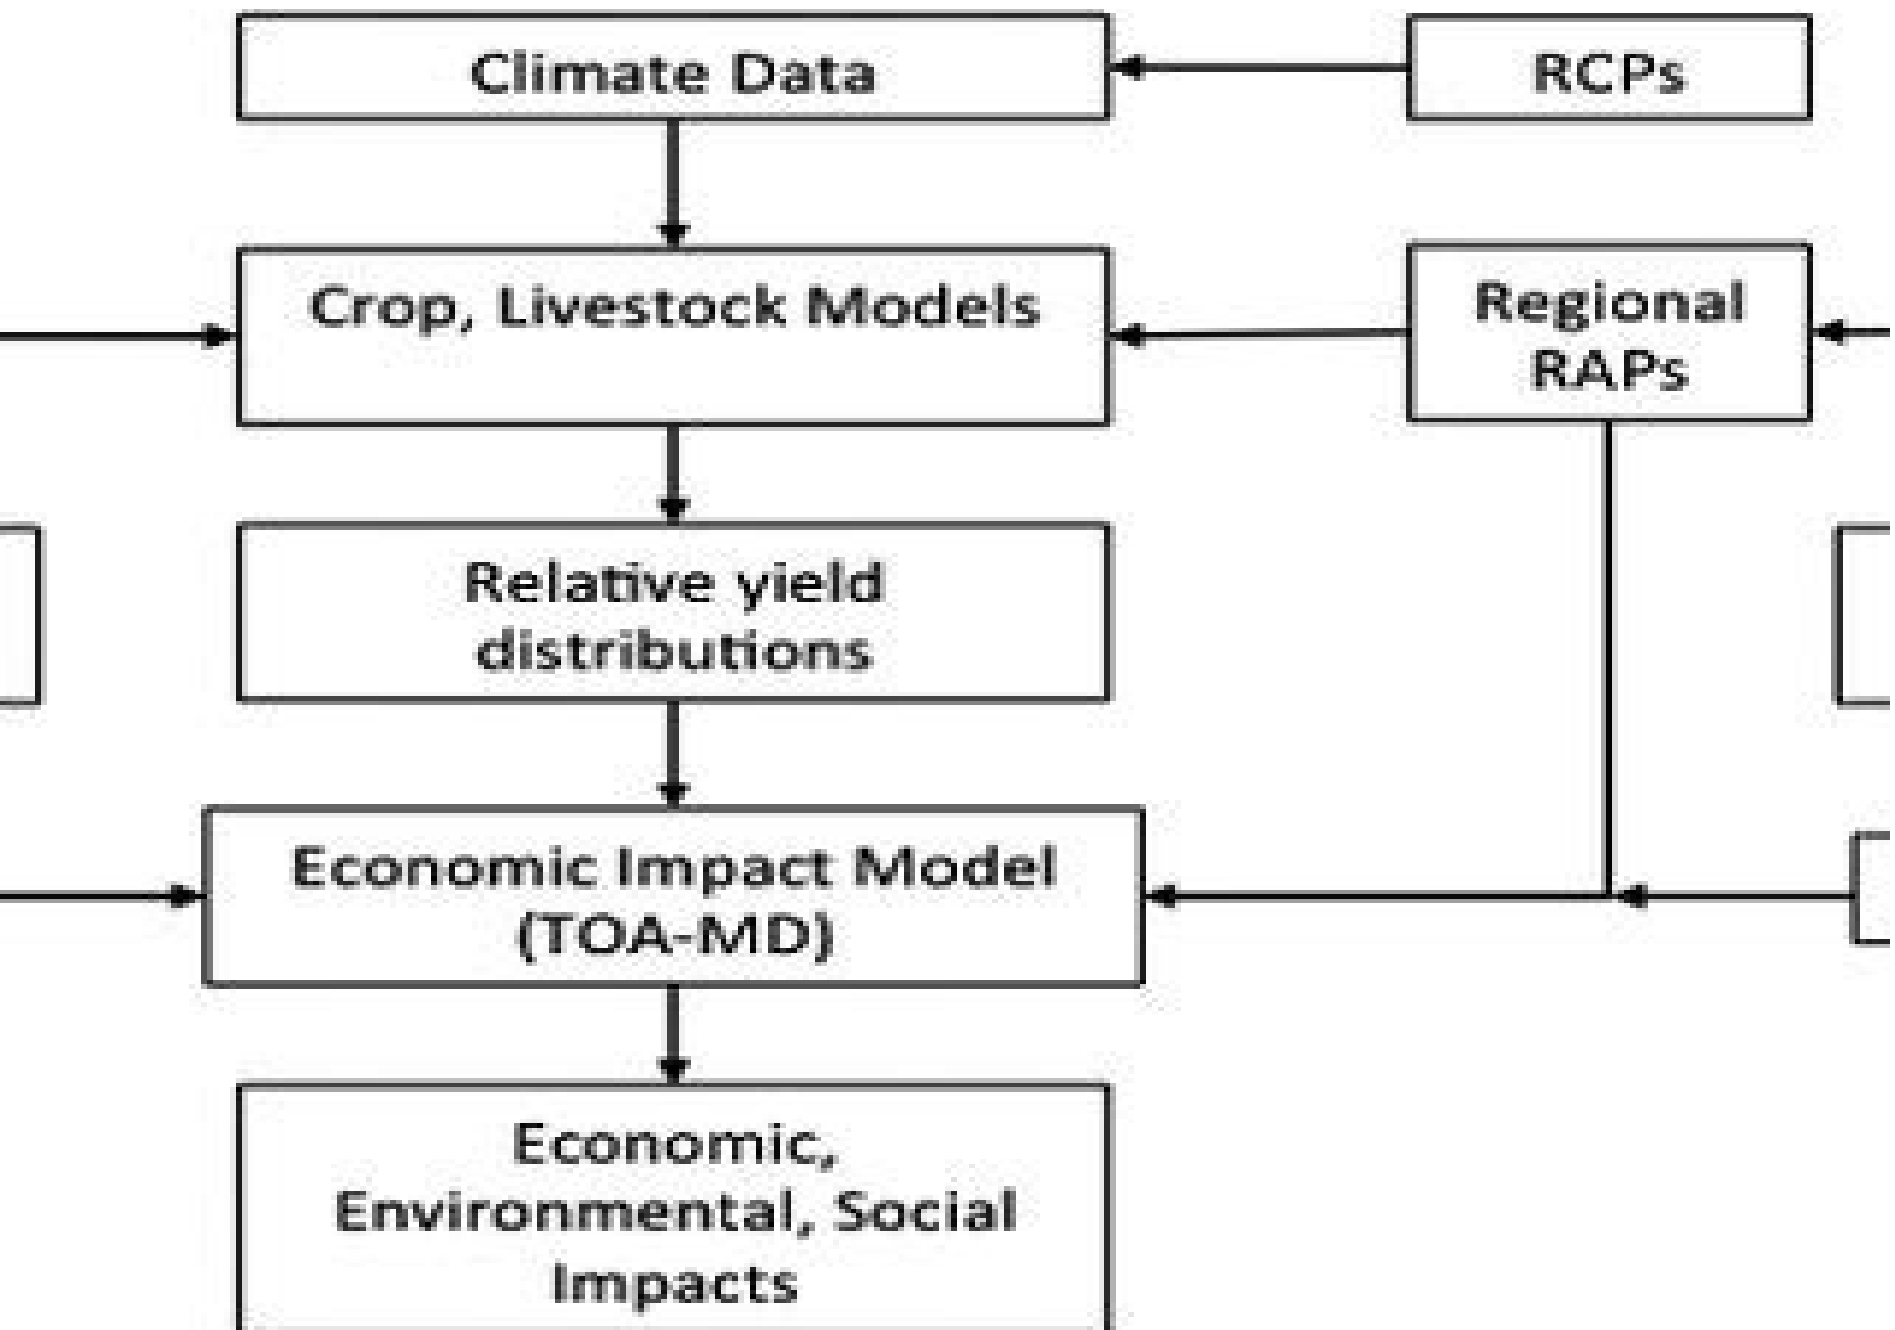 Climate Data
RCPs
Crop, Livestock Models
Regional
RAPs
Relative yield
distributions
Economic Impact Model
(TOA-MD)
Economic,
Environmental, Social
Impacts